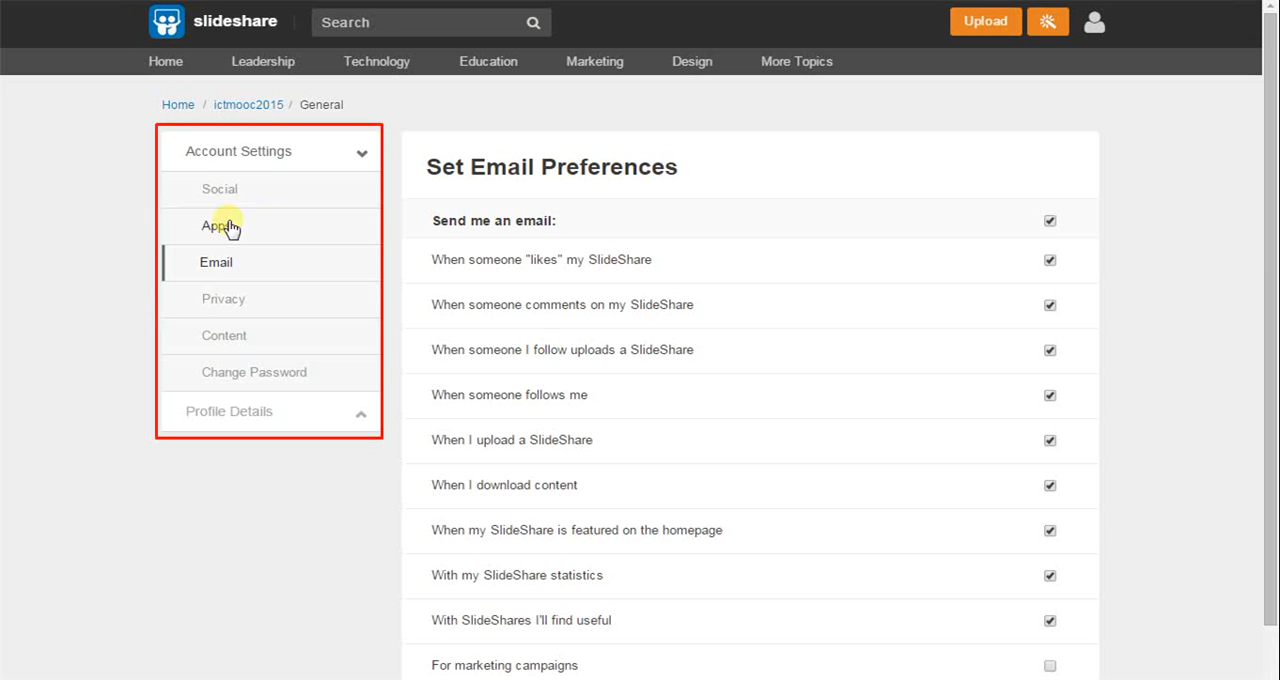 slideshare
Search
Upload
Home Leadership Technology Education Marketing Design More Topics
Home / ictmooc2015 / General
Account Settings
Social
Email
Privacy
Content
Change Password
Profile Details
Set Email Preferences
Send me an email:
When someone "likes" my SlideShare
When someone comments on my SlideShare
When someone I follow uploads a SlideShare
When someone follows me
When I upload a SlideShare
When I download content
When my SlideShare is featured on the homepage
With my SlideShare statistics
With SlideShares I'll find useful
For marketing campaigns